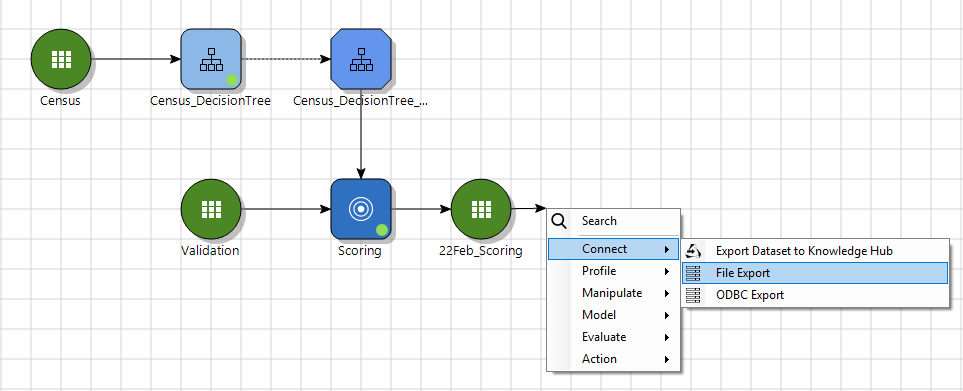 Census
Census_DecisionTree
Census_DecisionTree_...
Validation
Scoring
22Feb_Scoring
Search
Connect
Profile
Manipulate
Model
Evaluate
Action
Export Dataset to Knowledge Hub
File Export
ODBC Export